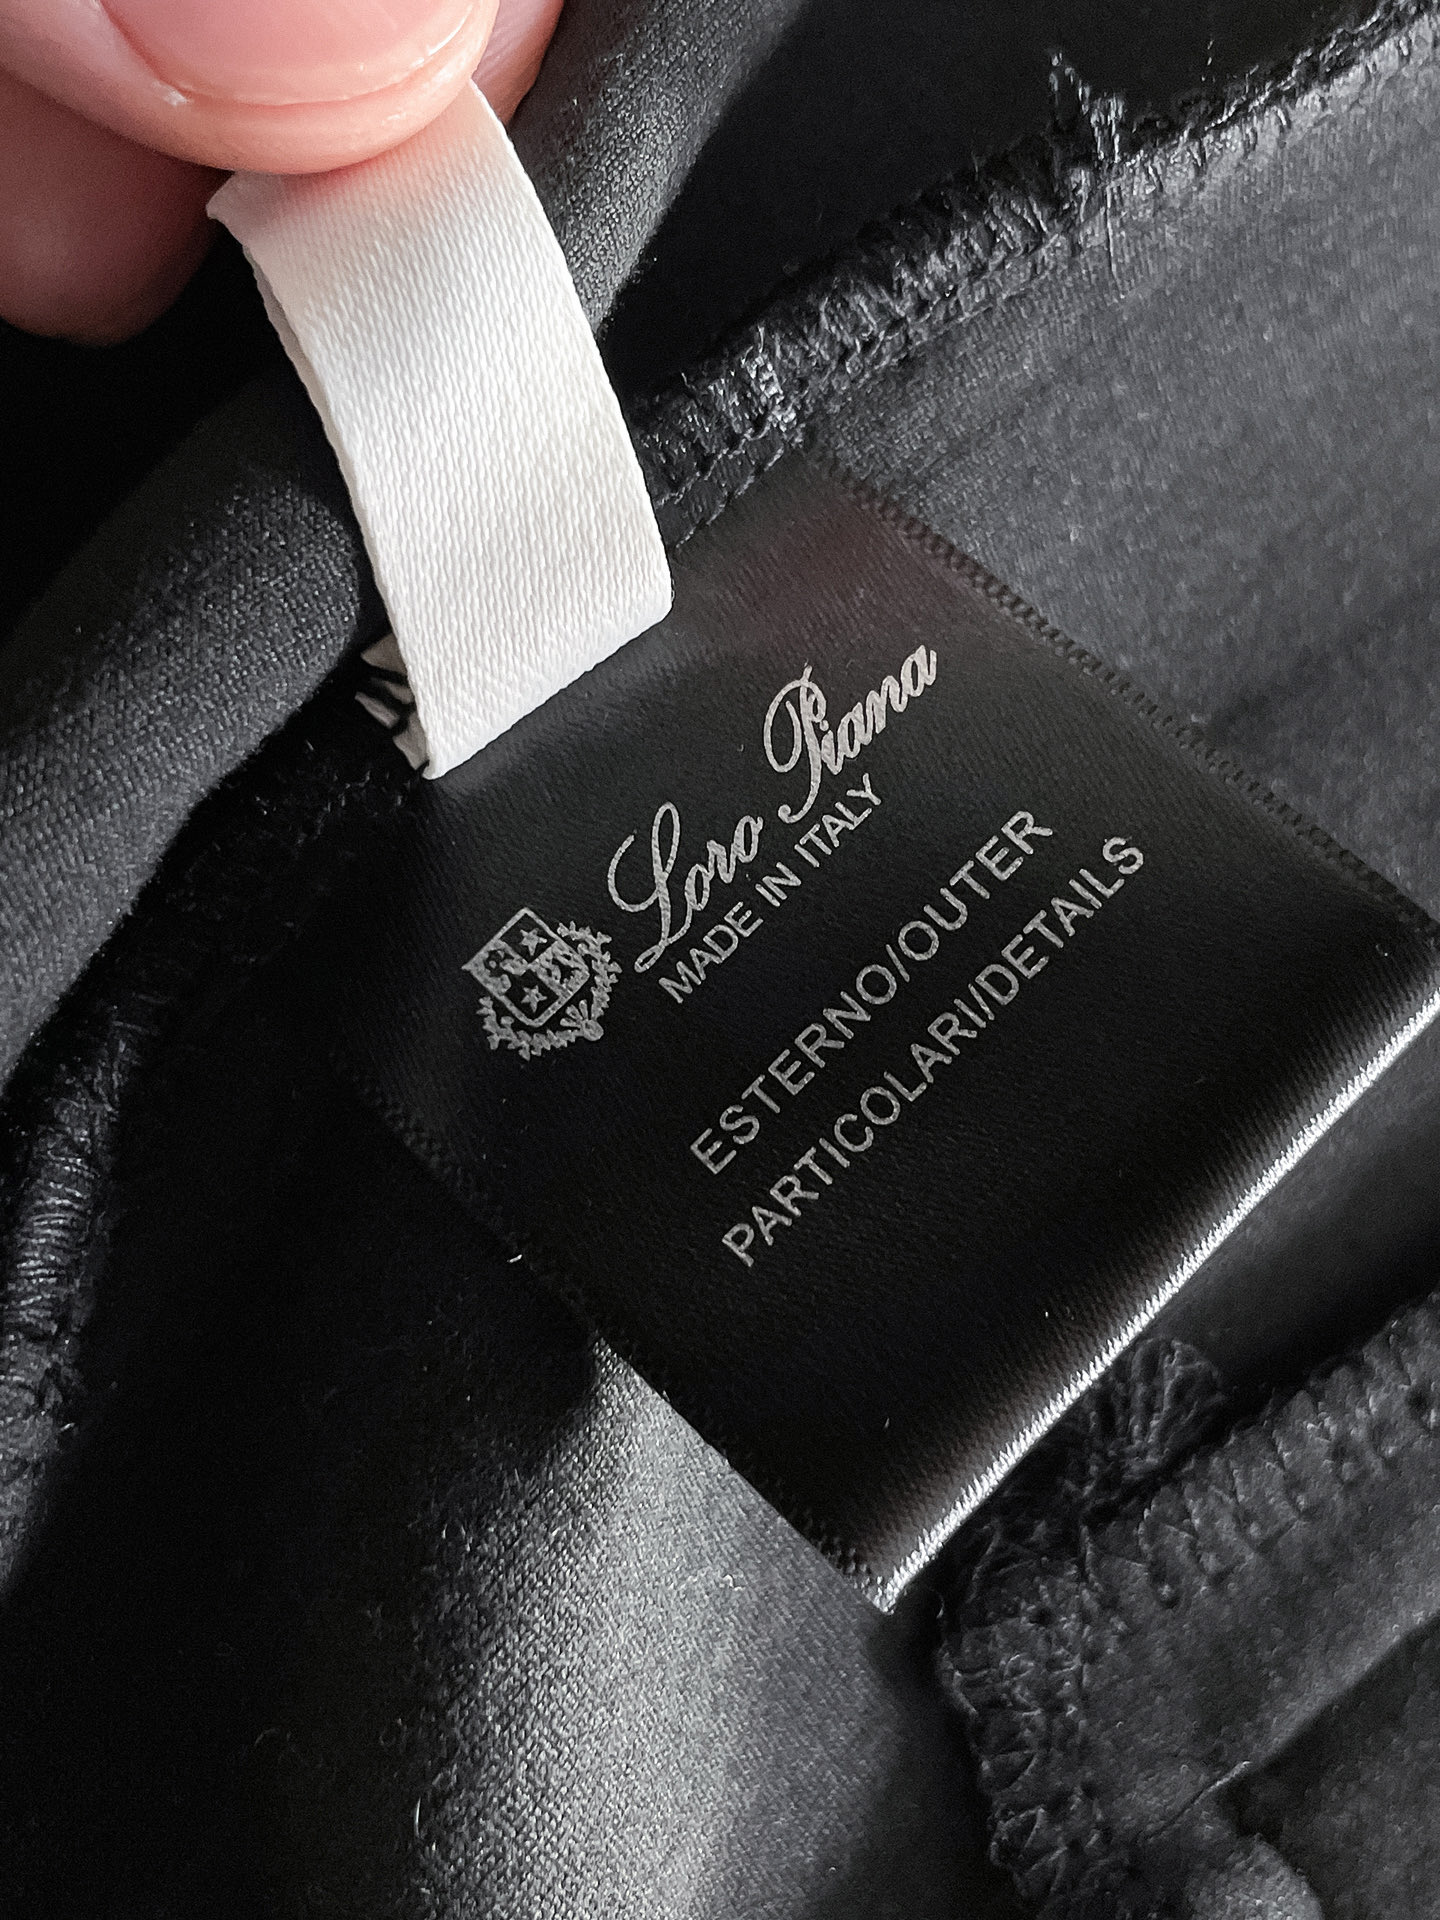 Loro Piana
MADE IN ITALY
ESTERNO/OUTER
PARTICOLARI/DETAILS